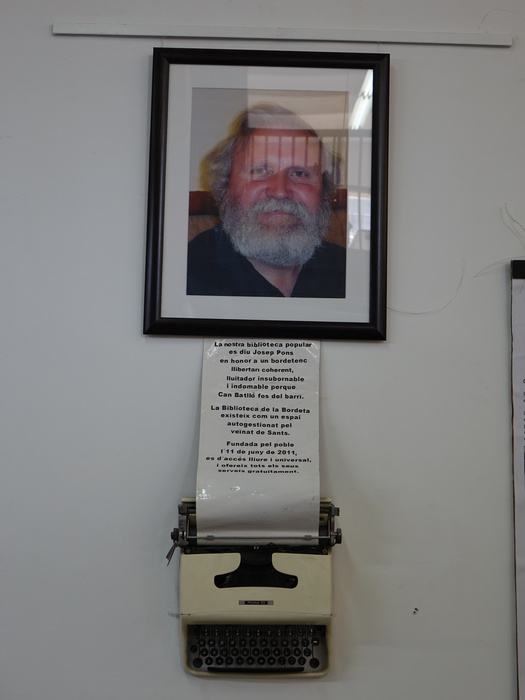 La nostra biblioteca popular
es diu Josep Pons
en honor a un bordetenc
llibertari coherent,
lluitador insubornable
i indomable perque
Can Batlló fos del barri.
La Biblioteca de la Bordeta
existeix com un espai
autogestionat pel
veïnat de Sants.
Fundada pel poble
l'11 de juny de 2011,
es d'accés lliure i universal,
i ofereix tots els seus
serveis gratuïtament.